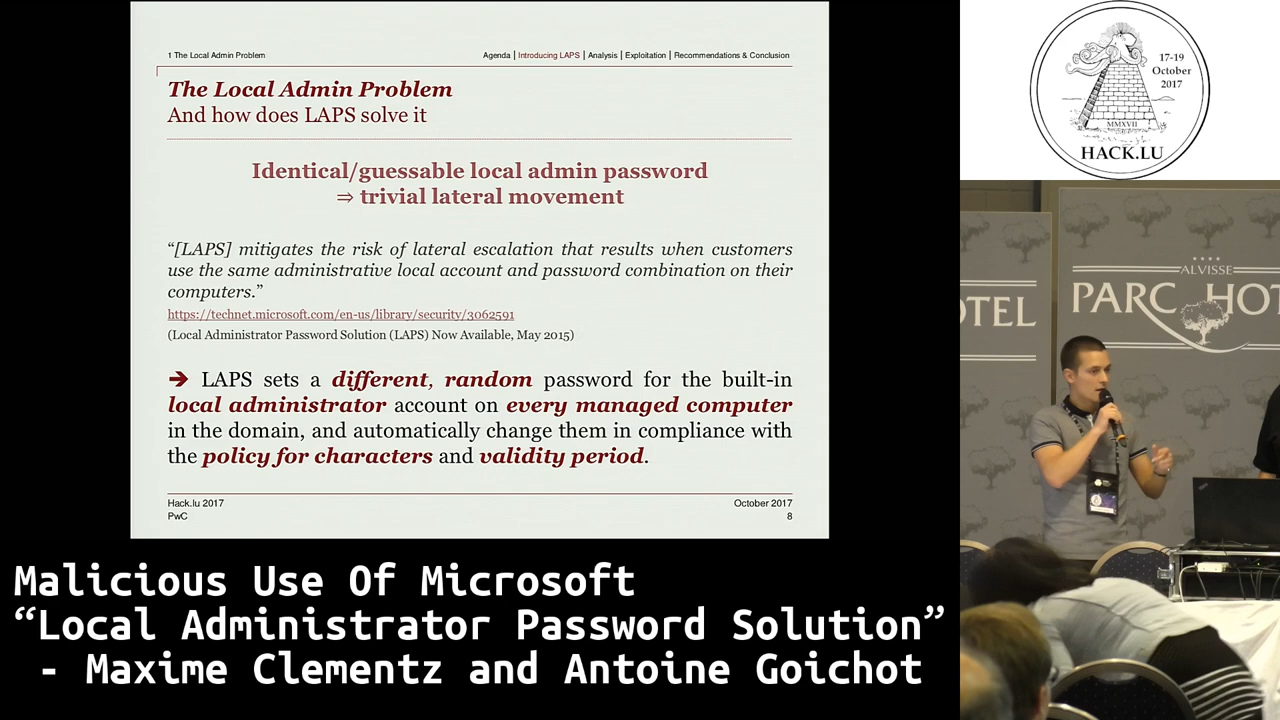 1 The Local Admin Problem
Agenda | Introducing LAPS | Analysis | Exploitation | Recommendations & Conclusion
The Local Admin Problem
And how does LAPS solve it
Identical/guessable local admin password
⇒ trivial lateral movement
“[LAPS] mitigates the risk of lateral escalation that results when customers
use the same administrative local account and password combination on their
computers.”
https://technet.microsoft.com/en-us/library/security/3062591
(Local Administrator Password Solution (LAPS) Now Available, May 2015)
➔ LAPS sets a different, random password for the built-in
local administrator account on every managed computer
in the domain, and automatically change them in compliance with
the policy for characters and validity period.
Hack.lu 2017
October 2017
PwC
8
17-19
October
2017
MMXVII
HACK.LU
OTEL
ALVISSE
PARC HOT
Malicious Use Of Microsoft
“Local Administrator Password Solution”
- Maxime Clementz and Antoine Goichot